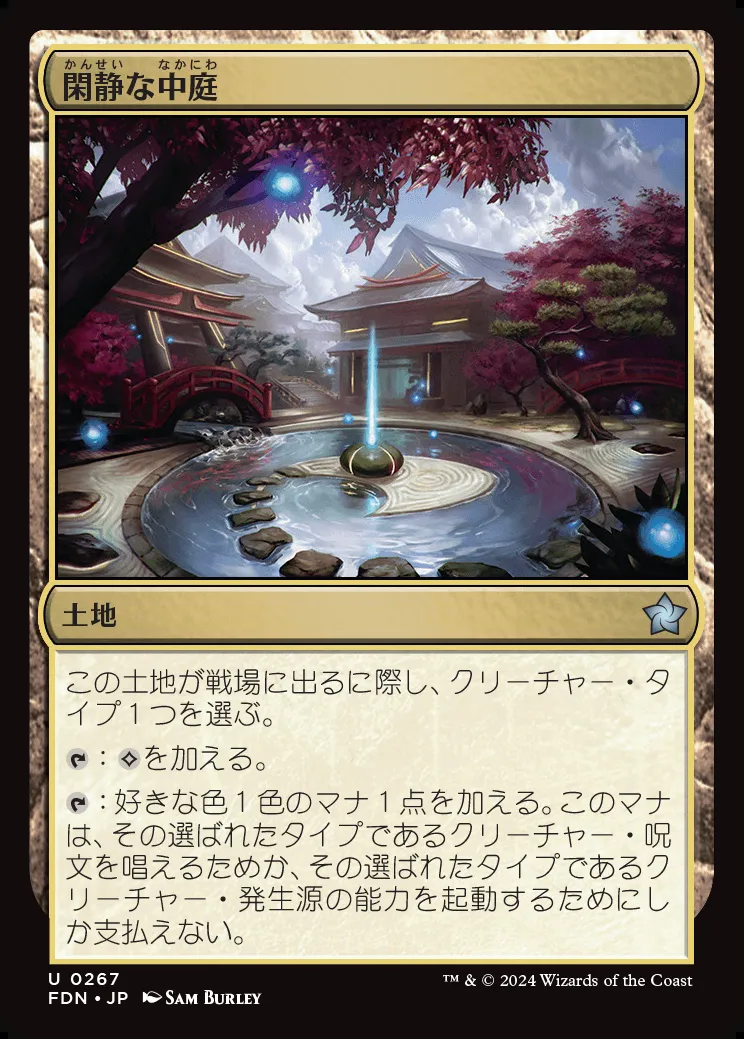 かんせい なかにわ
閑静な中庭
土地
この土地が戦場に出るに際し、クリーチャー・タ
イプ１つを選ぶ。
：を加える。
：好きな色１色のマナ１点を加える。このマナ
は、その選ばれたタイプであるクリーチャー・呪
文を唱えるためか、その選ばれたタイプであるク
リーチャー・発生源の能力を起動するためにし
か支払えない。
U 0267
FDN • JP SAM BURLEY
™ & © 2024 Wizards of the Coast